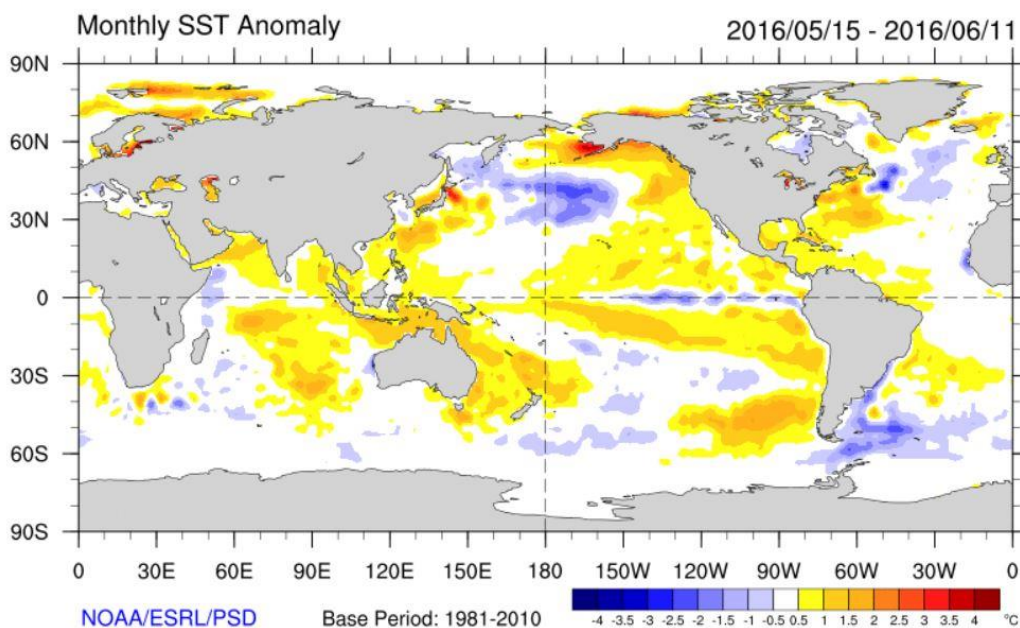 Monthly SST Anomaly 2016/05/15 - 2016/06/11
90N
60N
30N
0
30S
60S
90S
0 30E 60E 90E 120E 150E 180 150W 120W 90W 60W 30W 0
-4 -3.5 -3 -2.5 -2 -1.5 -1 -0.5 0.5 1 1.5 2 2.5 3 3.5 4 °C
NOAA/ESRL/PSD Base Period: 1981-2010